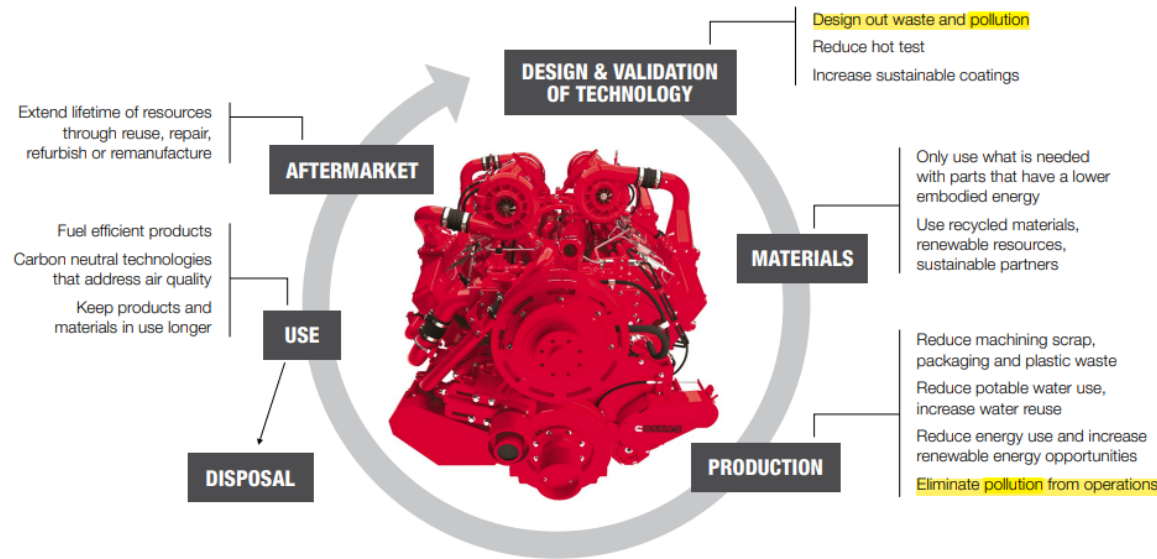 Design out waste and pollution
Reduce hot test
Increase sustainable coatings
DESIGN & VALIDATION
OF TECHNOLOGY
Extend lifetime of resources
through reuse, repair,
refurbish or remanufacture
AFTERMARKET
Only use what is needed
with parts that have a lower
embodied energy
Use recycled materials,
renewable resources,
sustainable partners
MATERIALS
Fuel efficient products
Carbon neutral technologies
that address air quality
Keep products and
materials in use longer
USE
Reduce machining scrap,
packaging and plastic waste
Reduce potable water use,
increase water reuse
Reduce energy use and increase
renewable energy opportunities
Eliminate pollution from operations
PRODUCTION
DISPOSAL